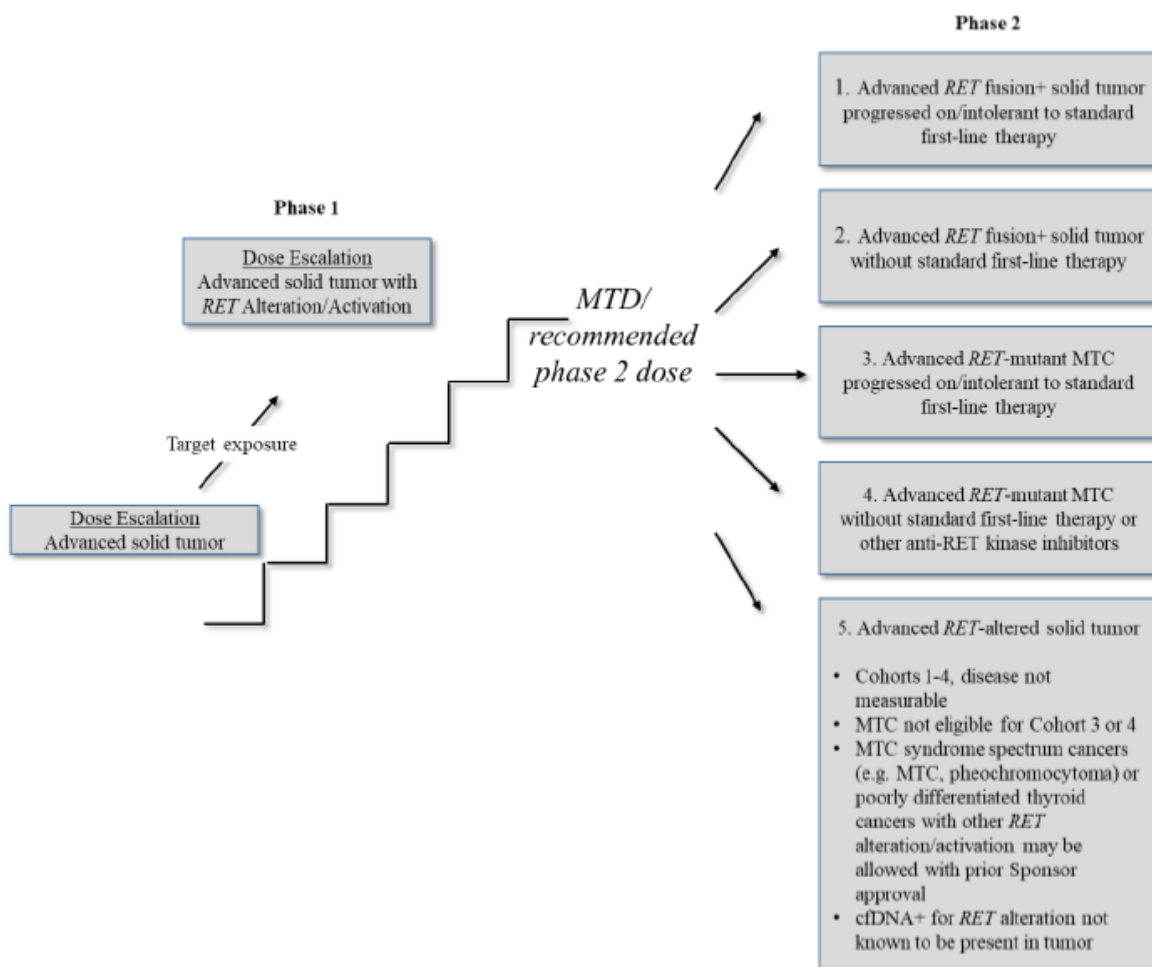 Phase 1
Dose Escalation
Advanced solid tumor with
RET Alteration/Activation
Target exposure
Dose Escalation
Advanced solid tumor
MTD/
recommended
phase 2 dose
Phase 2
1. Advanced RET fusion+ solid tumor
progressed on/intolerant to standard
first-line therapy
2. Advanced RET fusion+ solid tumor
without standard first-line therapy
3. Advanced RET-mutant MTC
progressed on/intolerant to standard
first-line therapy
4. Advanced RET-mutant MTC
without standard first-line therapy or
other anti-RET kinase inhibitors
5. Advanced RET-altered solid tumor
• Cohorts 1-4, disease not
measurable
• MTC not eligible for Cohort 3 or 4
• MTC syndrome spectrum cancers
(e.g. MTC, pheochromocytoma) or
poorly differentiated thyroid
cancers with other RET
alteration/activation may be
allowed with prior Sponsor
approval
• cfDNA+ for RET alteration not
known to be present in tumor